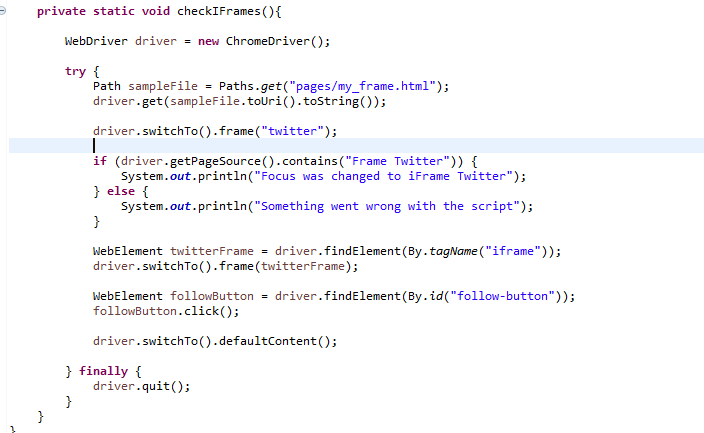 private static void checkIFrames(){
WebDriver driver = new ChromeDriver();
try {
Path sampleFile = Paths.get("pages/my_frame.html");
driver.get(sampleFile.toUri().toString());
driver.switchTo().frame("twitter");
if (driver.getPageSource().contains("Frame Twitter")) {
System.out.println("Focus was changed to iFrame Twitter");
} else {
System.out.println("Something went wrong with the script");
}
WebElement twitterFrame = driver.findElement(By.tagName("iframe"));
driver.switchTo().frame(twitterFrame);
WebElement followButton = driver.findElement(By.id("follow-button"));
followButton.click();
driver.switchTo().defaultContent();
} finally {
driver.quit();
}
}
}